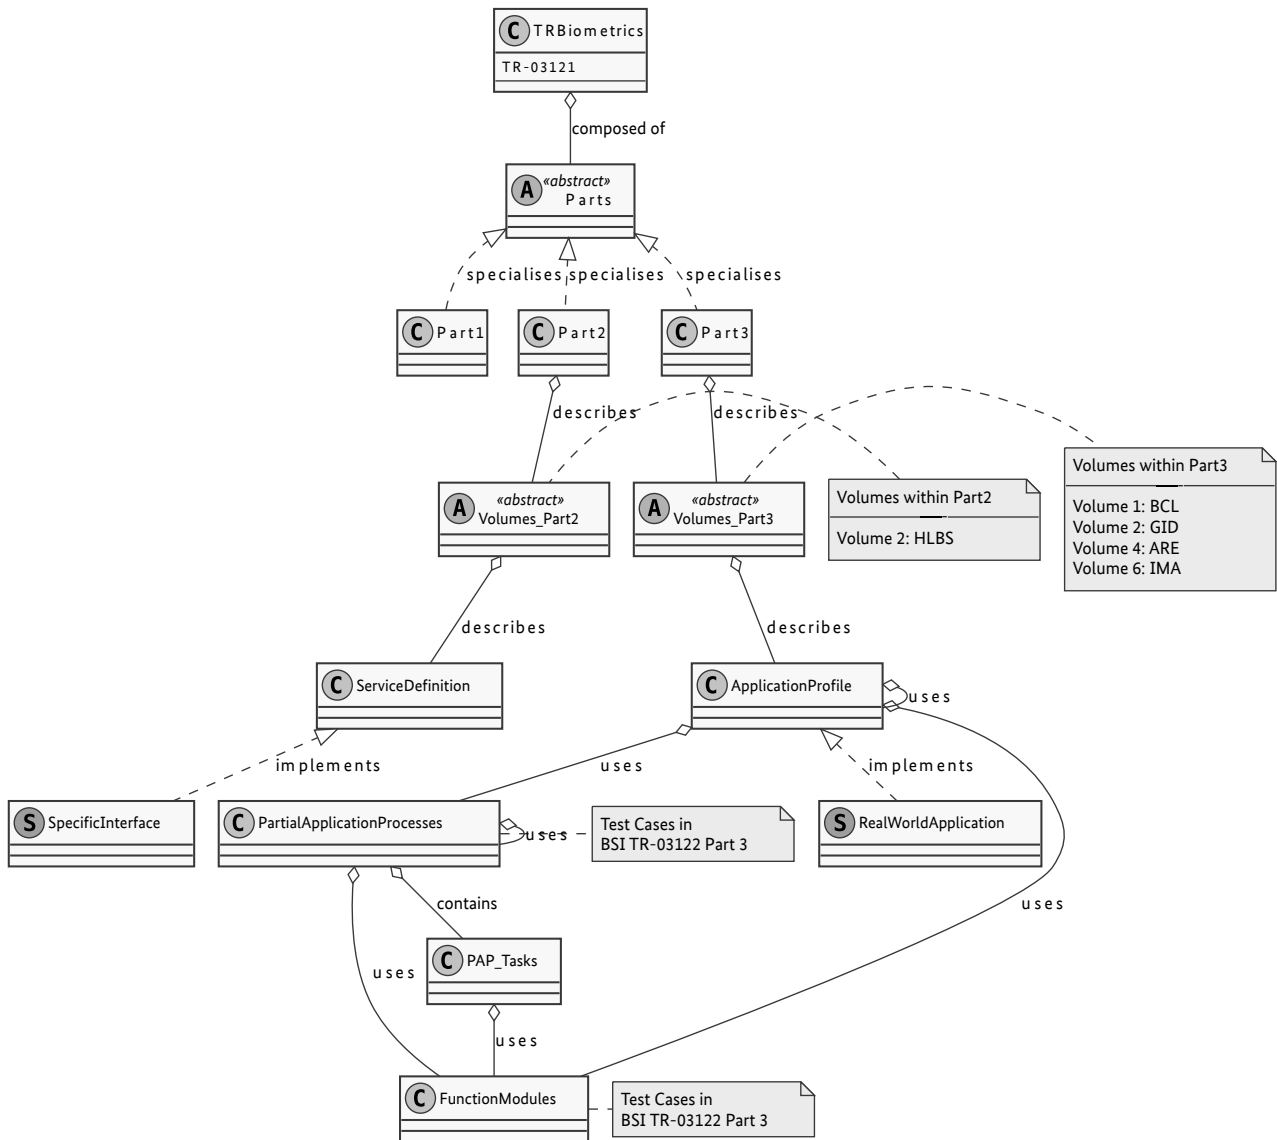 C TRBiometrics
TR-03121
composed of
«abstract»
A Parts
specialises specialises specialises
C Part1 C Part2 C Part3
describes describes
Volumes within Part3
Volume 1: BCL
Volume 2: GID
Volume 4: ARE
Volume 6: IMA
Volumes within Part2
Volume 2: HLBS
«abstract»
A Volumes_Part2
«abstract»
A Volumes_Part3
describes describes
C ServiceDefinition
C ApplicationProfile
uses
implements uses implements
S SpecificInterface
C PartialApplicationProcesses
uses
Test Cases in
BSI TR-03122 Part 3
S RealWorldApplication
contains
uses
C PAP_Tasks
uses
uses
C FunctionModules
Test Cases in
BSI TR-03122 Part 3